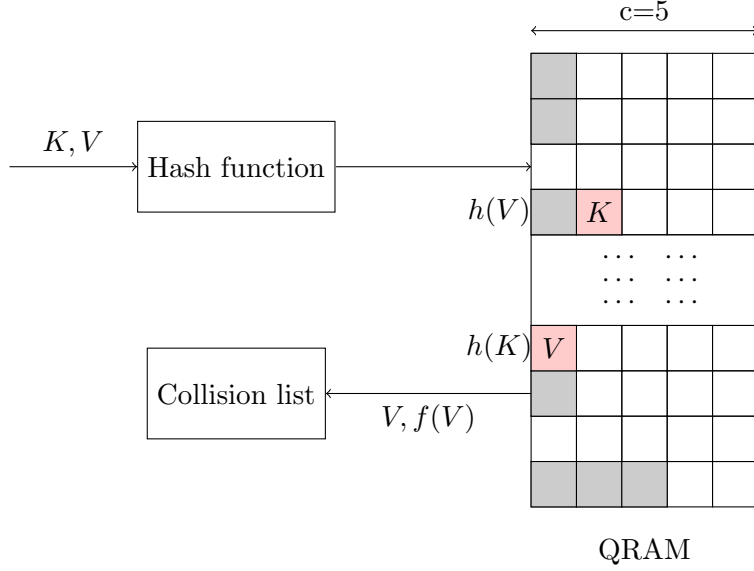 c=5
K, V
Hash function
h(V)
K
... ...
... ...
... ...
h(K)
V
Collision list
V, f(V)
QRAM